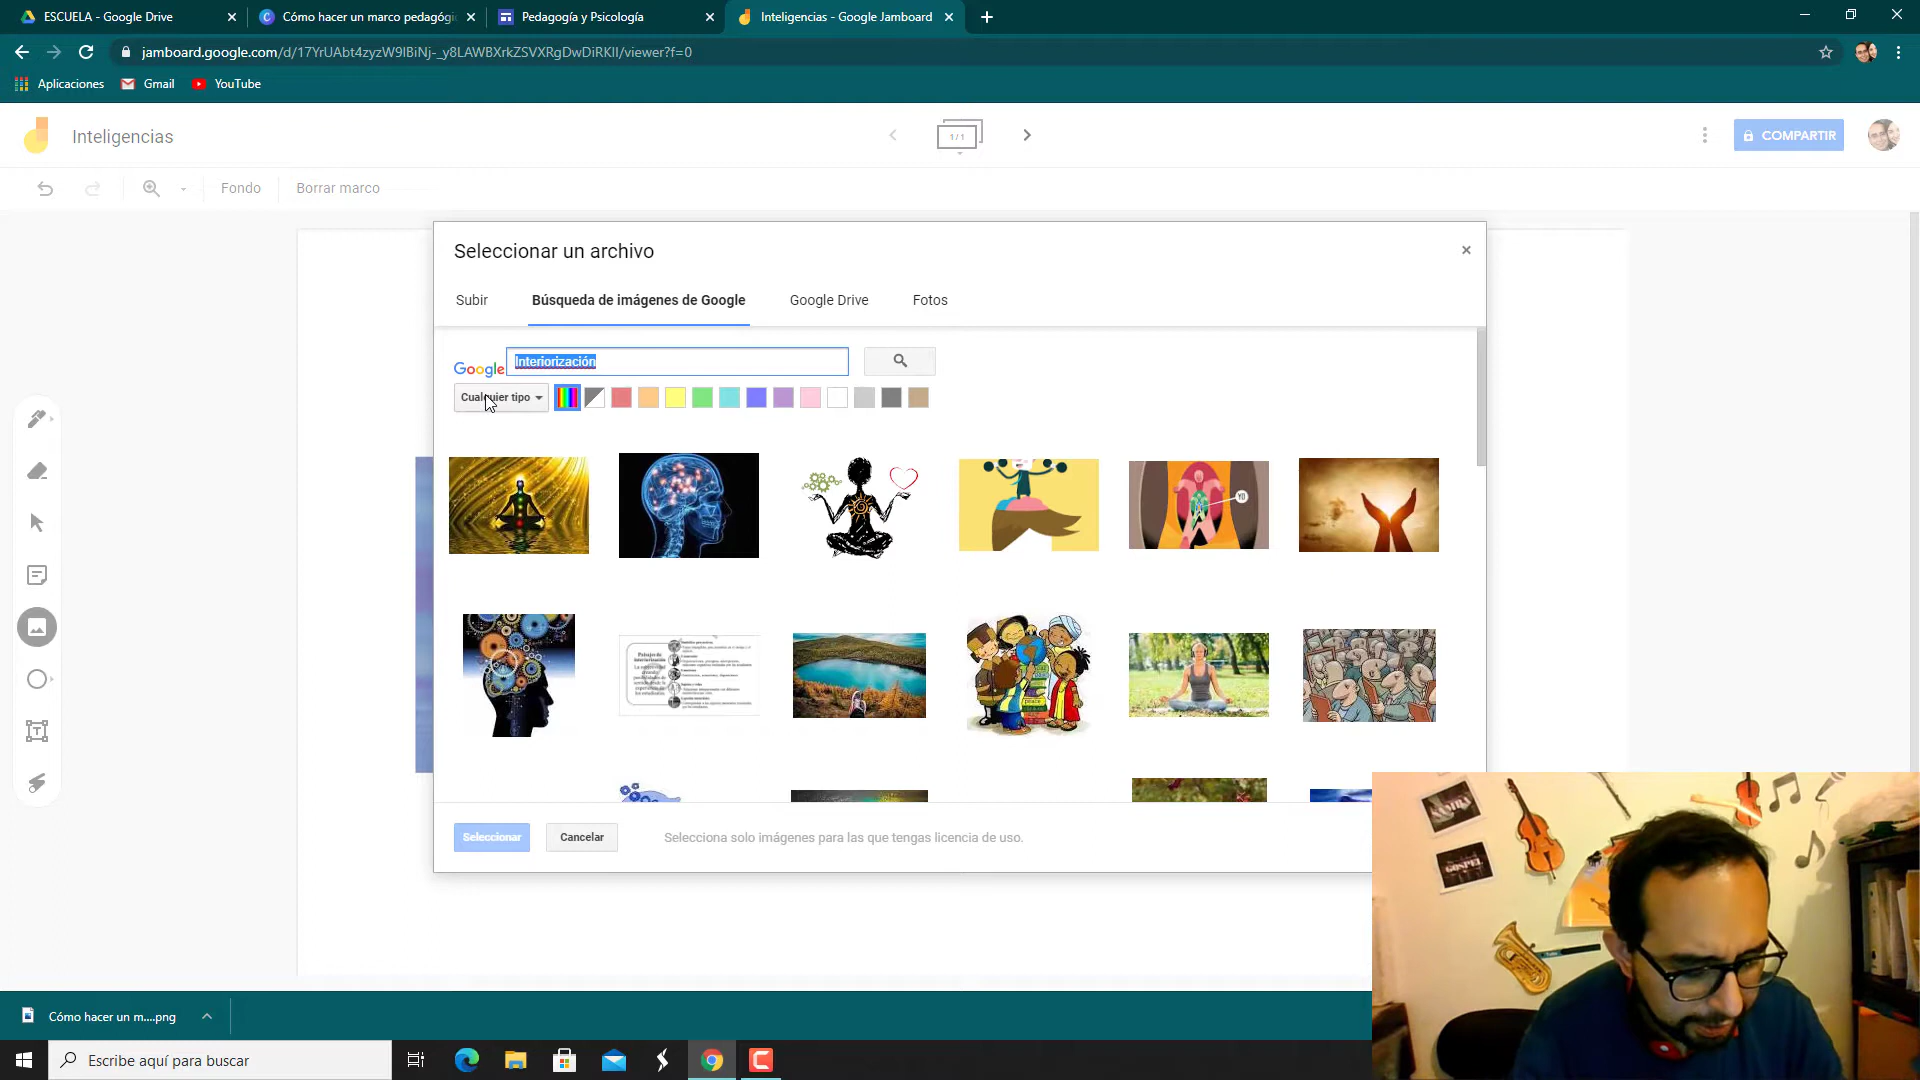 ESCUELA - Google Drive
Cómo hacer un marco pedagógi
Pedagogía y Psicología
Inteligencias - Google Jamboard
jamboard.google.com/d/17YrUAbt4zyzW9lBiNj-_y8LAWBXrkZSVXRgDwDiRKlI/viewer?f=0
Aplicaciones
Gmail
YouTube
Inteligencias
1 / 1
COMPARTIR
Fondo
Borrar marco
Seleccionar un archivo
Subir
Búsqueda de imágenes de Google
Google Drive
Fotos
Google
Interiorización
Cualquier tipo
YO
Seleccionar
Cancelar
Selecciona solo imágenes para las que tengas licencia de uso.
GOSPEL
Cómo hacer un m....png
Escribe aquí para buscar